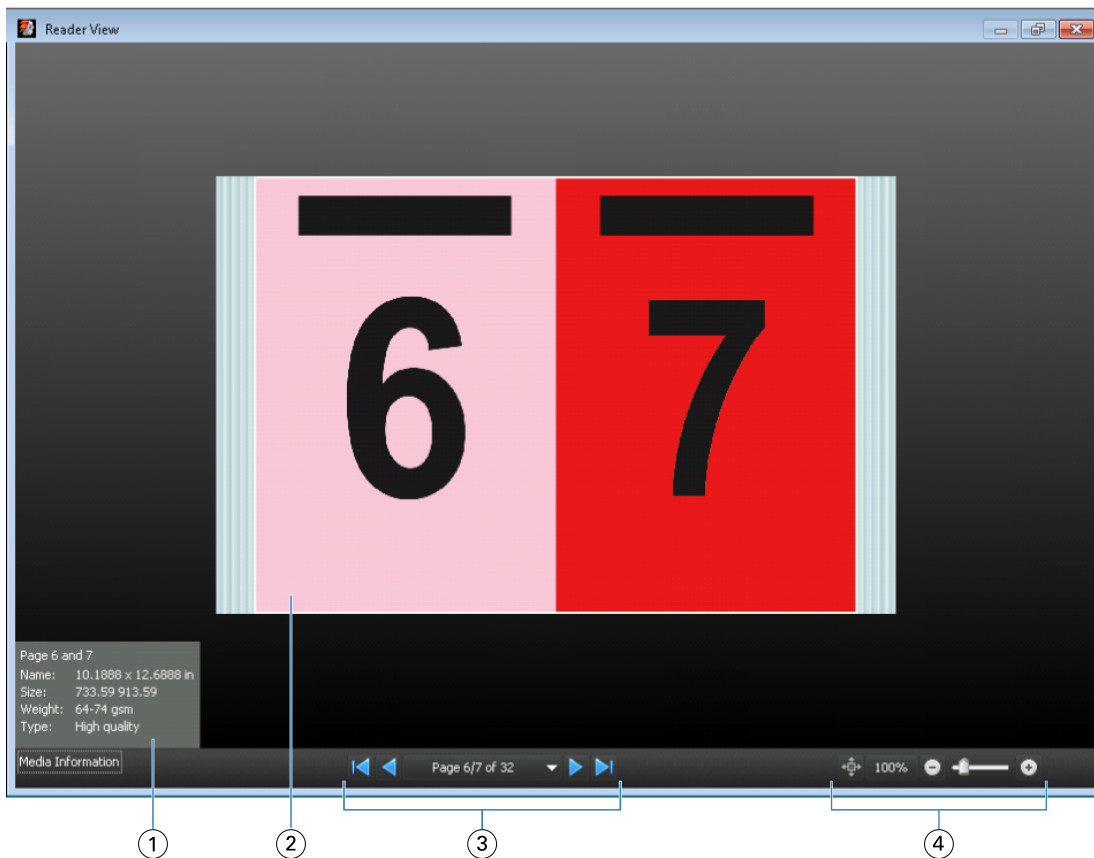 Reader View
6 7
Page 6 and 7
Name: 10.1888 x 12.6888 in
Size: 733.59 913.59
Weight: 64-74 gsm
Type: High quality
Media Information
Page 6/7 of 32
100%
1 2 3 4